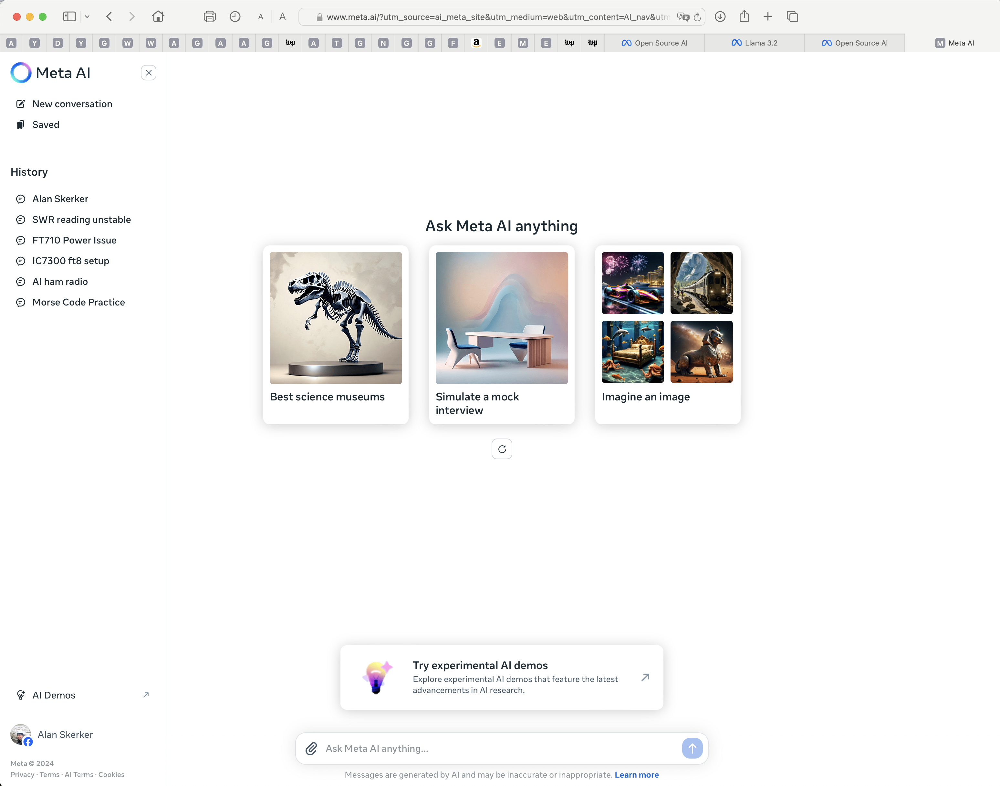 A A
www.meta.ai/?utm_source=ai_meta_site&utm_medium=web&utm_content=AI_nav&utm
A Y D Y G W W A G A A G wp A T G N G G F a E M E wp wp Open Source AI Llama 3.2 Open Source AI M Meta AI
Meta AI
New conversation
Saved
History
Alan Skerker
SWR reading unstable
FT710 Power Issue
IC7300 ft8 setup
AI ham radio
Morse Code Practice
AI Demos
Alan Skerker
Meta © 2024
Privacy · Terms · AI Terms · Cookies
Ask Meta AI anything
Best science museums
Simulate a mock
interview
Imagine an image
Try experimental AI demos
Explore experimental AI demos that feature the latest
advancements in AI research.
Ask Meta AI anything...
Messages are generated by AI and may be inaccurate or inappropriate. Learn more